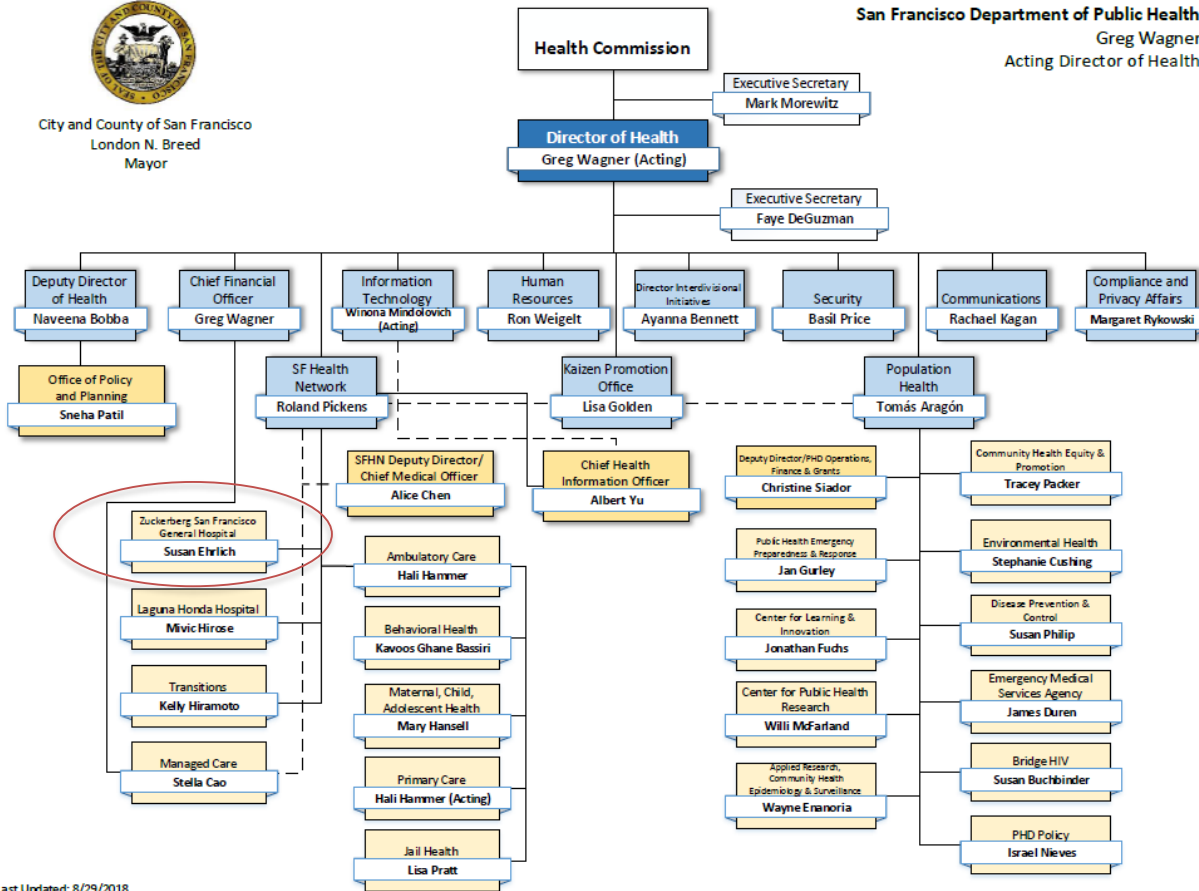 San Francisco Department of Public Health
Greg Wagner
Acting Director of Health
City and County of San Francisco
London N. Breed
Mayor
Health Commission
Executive Secretary
Mark Morewitz
Director of Health
Greg Wagner (Acting)
Executive Secretary
Faye DeGuzman
Deputy Director
of Health
Naveena Bobba
Chief Financial
Officer
Greg Wagner
Information
Technology
Winona Mindolovich
(Acting)
Human
Resources
Ron Weigelt
Director Interdivisional
Initiatives
Ayanna Bennett
Security
Basil Price
Communications
Rachael Kagan
Compliance and
Privacy Affairs
Margaret Rykowski
Office of Policy
and Planning
Sneha Patil
SF Health
Network
Roland Pickens
Kaizen Promotion
Office
Lisa Golden
Population
Health
Tomás Aragón
SFHN Deputy Director/
Chief Medical Officer
Alice Chen
Chief Health
Information Officer
Albert Yu
Zuckerberg San Francisco
General Hospital
Susan Ehrlich
Laguna Honda Hospital
Mivic Hirose
Transitions
Kelly Hiramoto
Managed Care
Stella Cao
Ambulatory Care
Hali Hammer
Behavioral Health
Kavoos Ghane Bassiri
Maternal, Child,
Adolescent Health
Mary Hansell
Primary Care
Hali Hammer (Acting)
Jail Health
Lisa Pratt
Deputy Director/PHD Operations,
Finance & Grants
Christine Siador
Public Health Emergency
Preparedness & Response
Jan Gurley
Center for Learning &
Innovation
Jonathan Fuchs
Center for Public Health
Research
Willi McFarland
Applied Research,
Community Health
Epidemiology & Surveillance
Wayne Enanoria
Community Health Equity &
Promotion
Tracey Packer
Environmental Health
Stephanie Cushing
Disease Prevention &
Control
Susan Philip
Emergency Medical
Services Agency
James Duren
Bridge HIV
Susan Buchbinder
PHD Policy
Israel Nieves
Last Updated: 8/29/2018